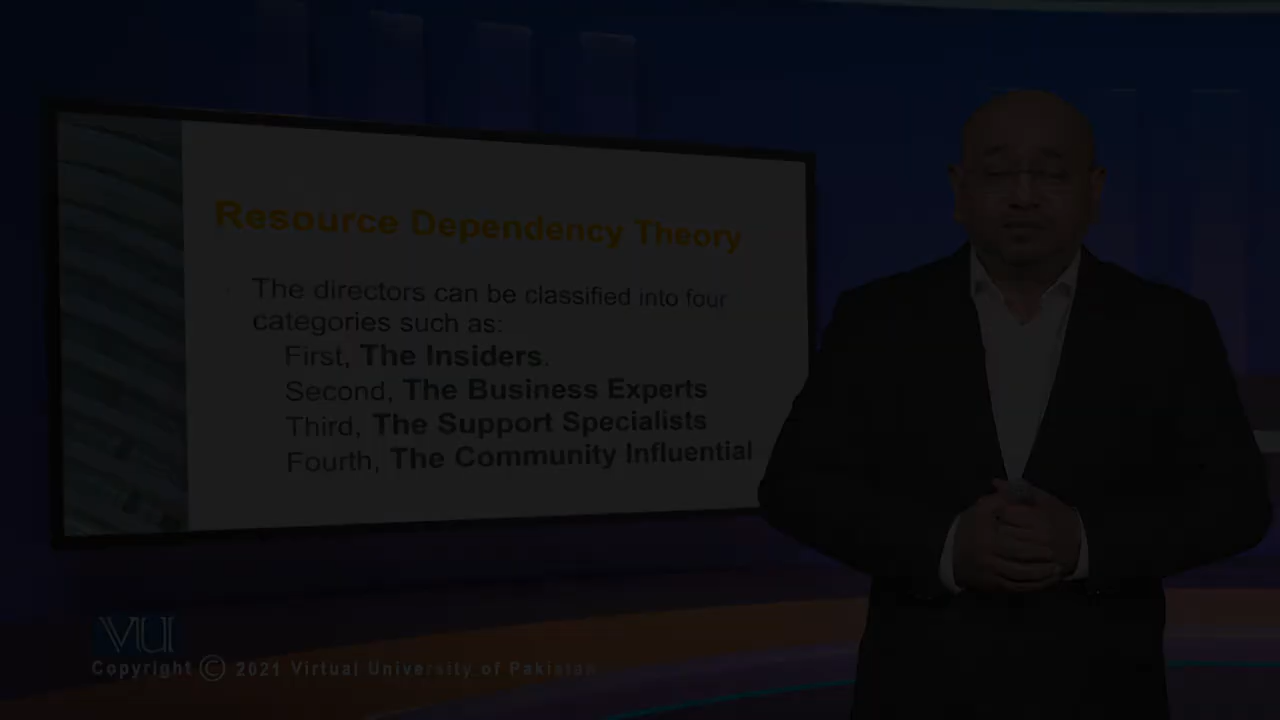 Resource Dependency Theory
The directors can be classified into four
categories such as:
First, The Insiders.
Second, The Business Experts
Third, The Support Specialists
Fourth, The Community Influential
VU
Copyright © 2021 Virtual University of Pakistan